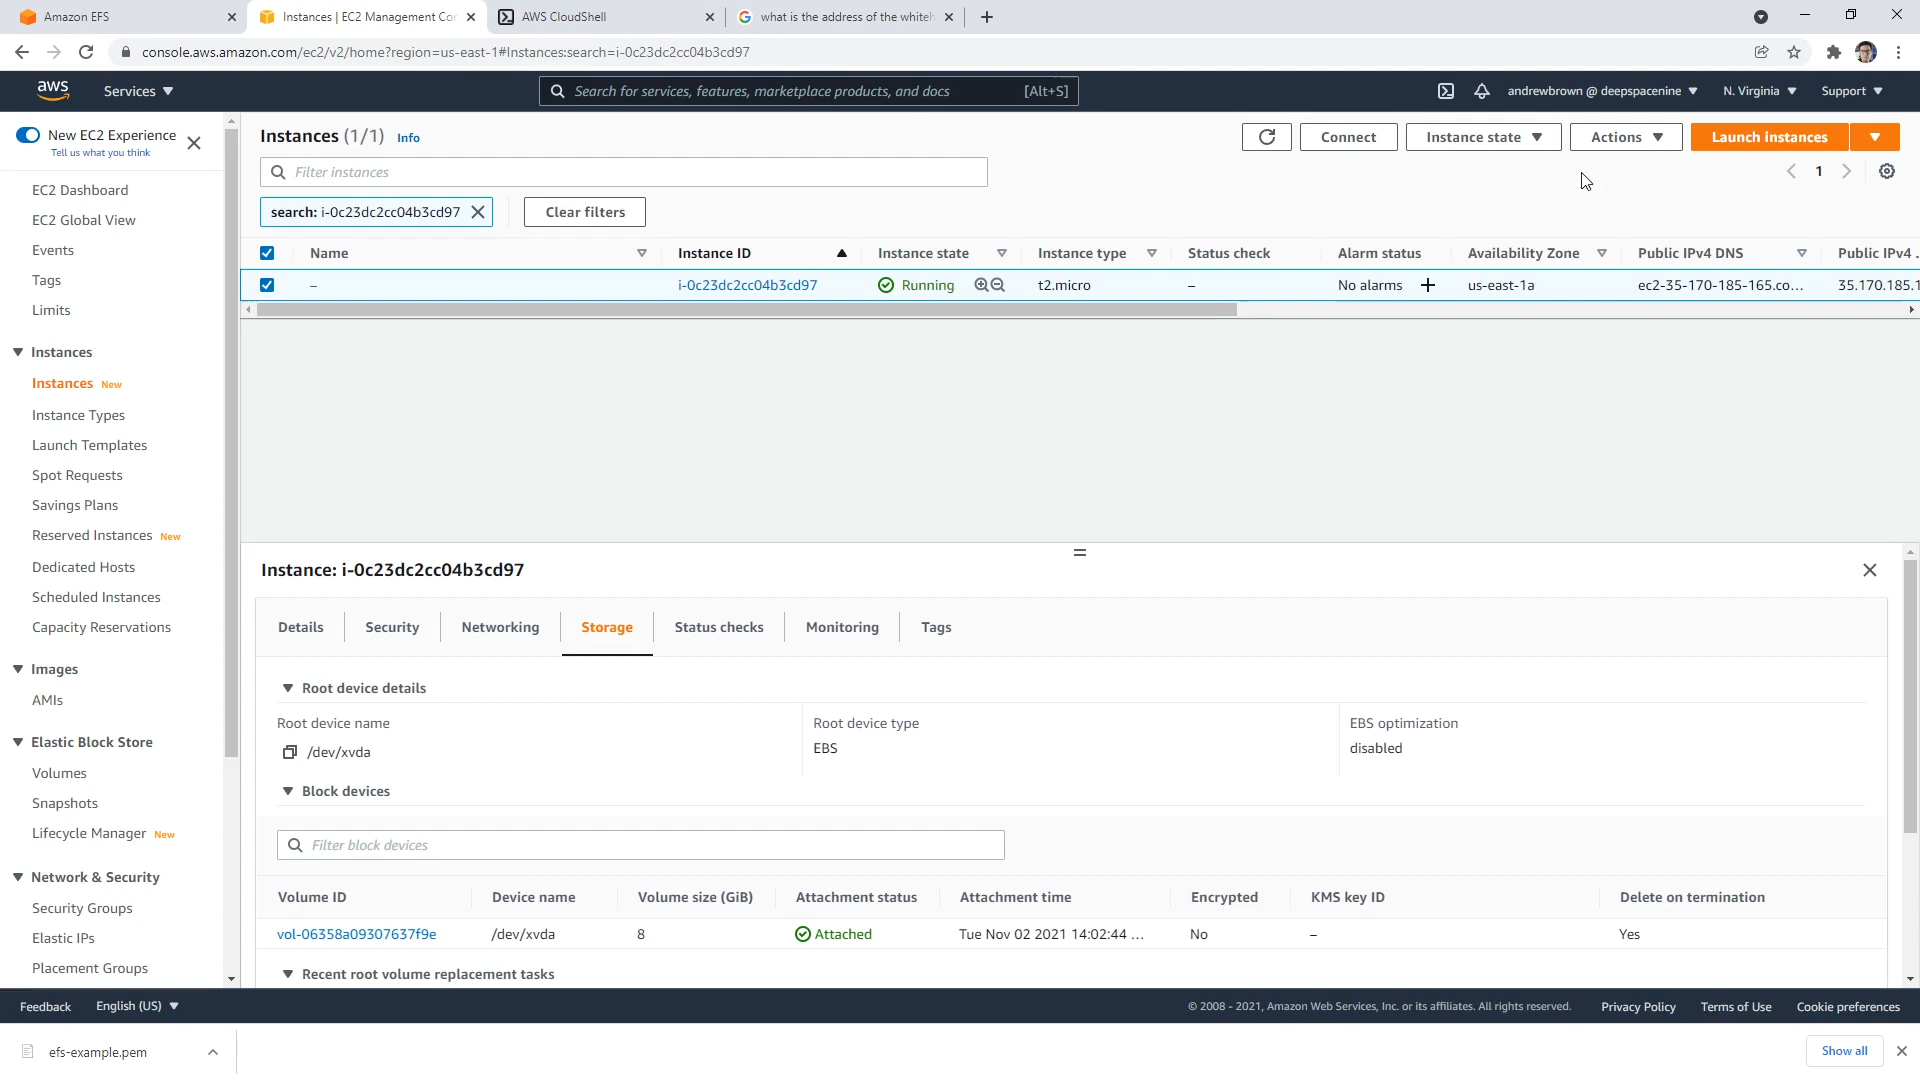 Amazon EFS
Instances | EC2 Management Con
AWS CloudShell
what is the address of the whiteh
console.aws.amazon.com/ec2/v2/home?region=us-east-1#Instances:search=i-0c23dc2cc04b3cd97
aws
Services
Search for services, features, marketplace products, and docs
[Alt+S]
andrewbrown @ deepspacenine
N. Virginia
Support
New EC2 Experience
Tell us what you think
EC2 Dashboard
EC2 Global View
Events
Tags
Limits
Instances
Instances New
Instance Types
Launch Templates
Spot Requests
Savings Plans
Reserved Instances New
Dedicated Hosts
Scheduled Instances
Capacity Reservations
Images
AMIs
Elastic Block Store
Volumes
Snapshots
Lifecycle Manager New
Network & Security
Security Groups
Elastic IPs
Placement Groups
Instances (1/1) Info
Connect
Instance state
Actions
Launch instances
Filter instances
1
search: i-0c23dc2cc04b3cd97
Clear filters
Name Instance ID Instance state Instance type Status check Alarm status Availability Zone Public IPv4 DNS Public IPv4 .
– i-0c23dc2cc04b3cd97 Running t2.micro – No alarms + us-east-1a ec2-35-170-185-165.co... 35.170.185.1
Instance: i-0c23dc2cc04b3cd97
Details Security Networking Storage Status checks Monitoring Tags
Root device details
Root device name Root device type EBS optimization
/dev/xvda EBS disabled
Block devices
Filter block devices
Volume ID Device name Volume size (GiB) Attachment status Attachment time Encrypted KMS key ID Delete on termination
vol-06358a09307637f9e /dev/xvda 8 Attached Tue Nov 02 2021 14:02:44 ... No – Yes
Recent root volume replacement tasks
Feedback
English (US)
© 2008 - 2021, Amazon Web Services, Inc. or its affiliates. All rights reserved.
Privacy Policy
Terms of Use
Cookie preferences
efs-example.pem
Show all